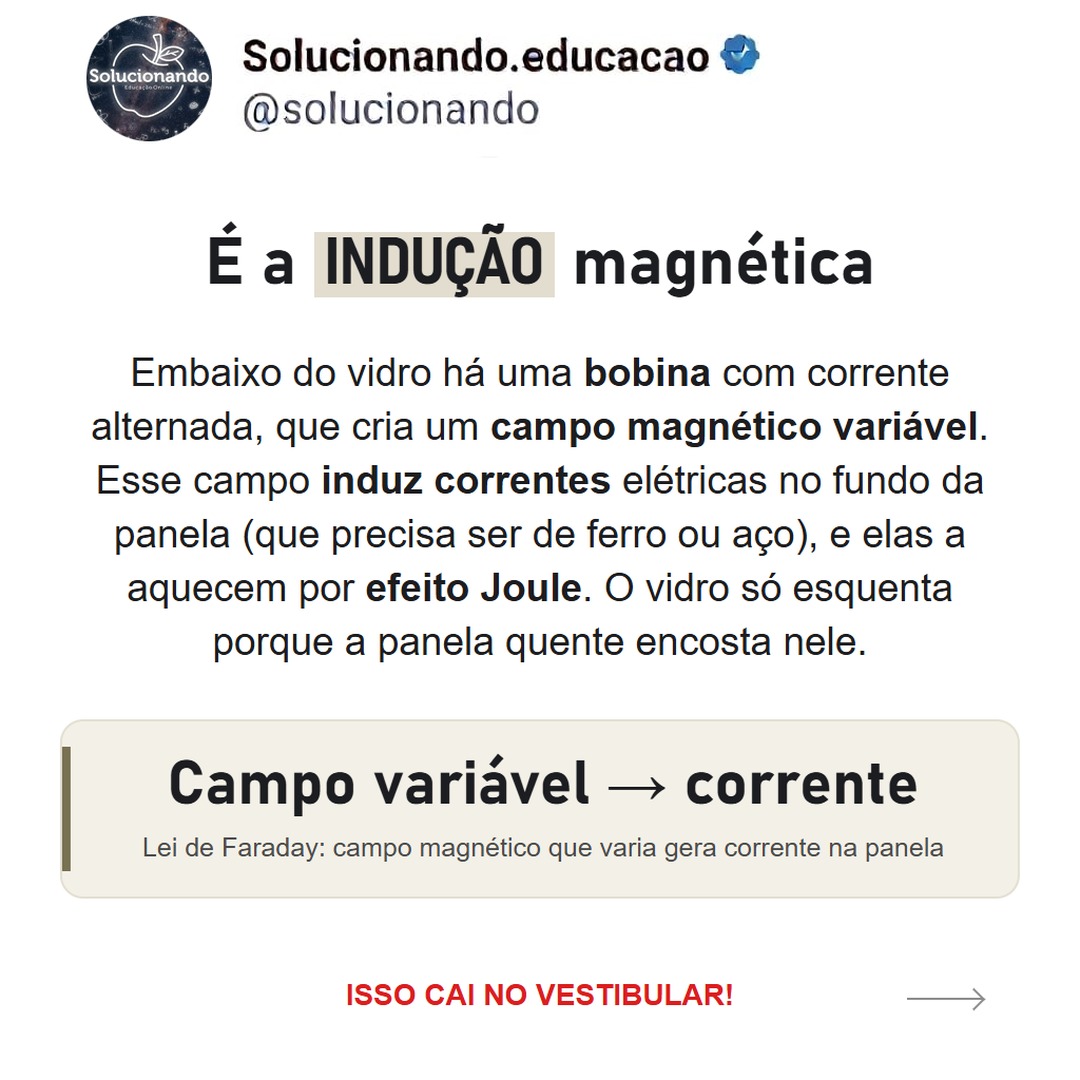 Solucionando
Educação Online
Solucionando.educacao
@solucionando
É a INDUÇÃO magnética
Embaixo do vidro há uma bobina com corrente
alternada, que cria um campo magnético variável.
Esse campo induz correntes elétricas no fundo da
panela (que precisa ser de ferro ou aço), e elas a
aquecem por efeito Joule. O vidro só esquenta
porque a panela quente encosta nele.
Campo variável → corrente
Lei de Faraday: campo magnético que varia gera corrente na panela
ISSO CAI NO VESTIBULAR!